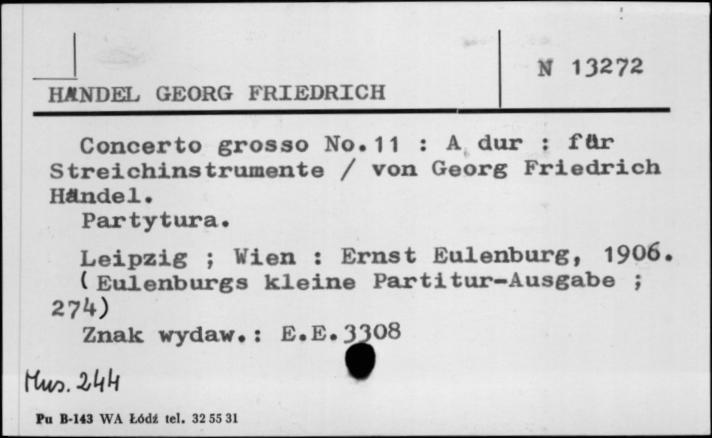 N 13272
HÄNDEL GEORG FRIEDRICH
Concerto grosso No.11 : A dur : für
Streichinstrumente / von Georg Friedrich
Händel.
Partytura.
Leipzig ; Wien : Ernst Eulenburg, 1906.
(Eulenburgs kleine Partitur-Ausgabe ;
274)
Znak wydaw.: E.E.3308
Mus. 244
Pu B-143 WA Łódź tel. 32 55 31